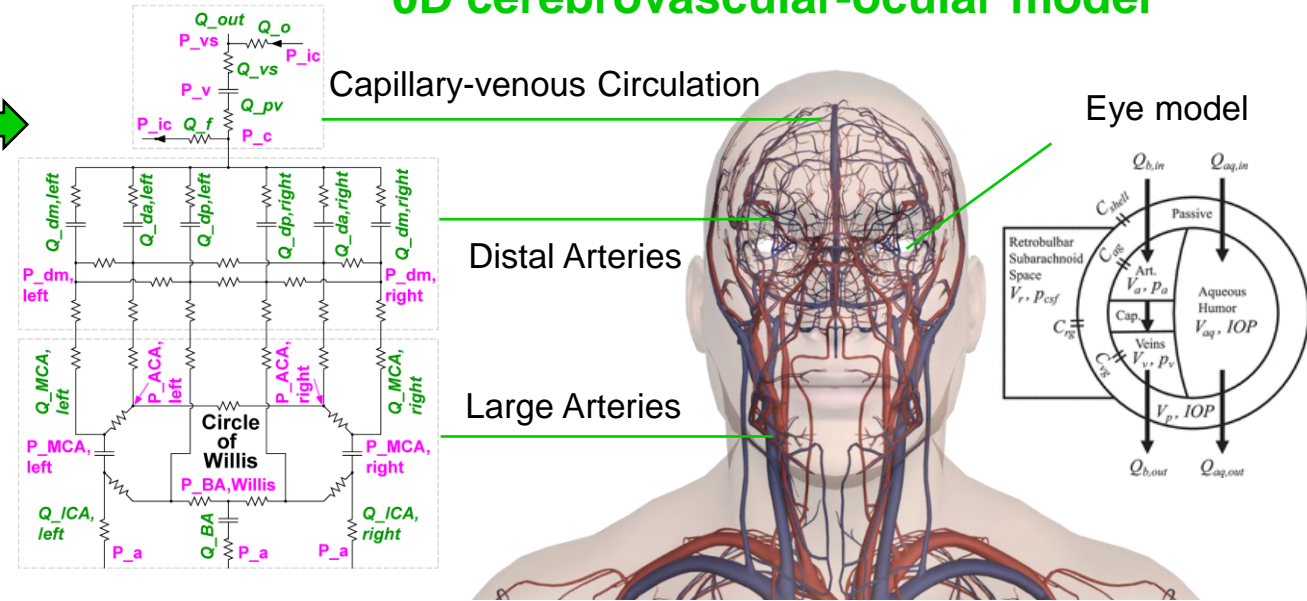 0D cerebrovascular-ocular model
Q_out
Q_o
P_vs
P_ic
Q_vs
P_v
Q_pv
P_ic
Q_f
P_c
Capillary-venous Circulation
Q_dm,left
Q_da,left
Q_dp,left
Q_dp,right
Q_da,right
Q_dm,right
P_dm,
left
P_dm,
right
Distal Arteries
Q_MCA,
left
P_ACA,
left
P_ACA,
right
Q_MCA,
right
Circle
of
Willis
P_MCA,
left
P_MCA,
right
P_BA,Willis
Q_ICA,
left
Q_BA
Q_ICA,
right
P_a
P_a
P_a
Large Arteries
Eye model
Q_b,in
Q_aq,in
C_shell
Passive
Retrobulbar
Subarachnoid
Space
V_r, p_csf
C_ag
Art.
V_a, p_a
Aqueous
Humor
V_aq, IOP
Cap.
C_rg
Veins
V_v, p_v
C_vg
V_p, IOP
Q_b,out
Q_aq,out